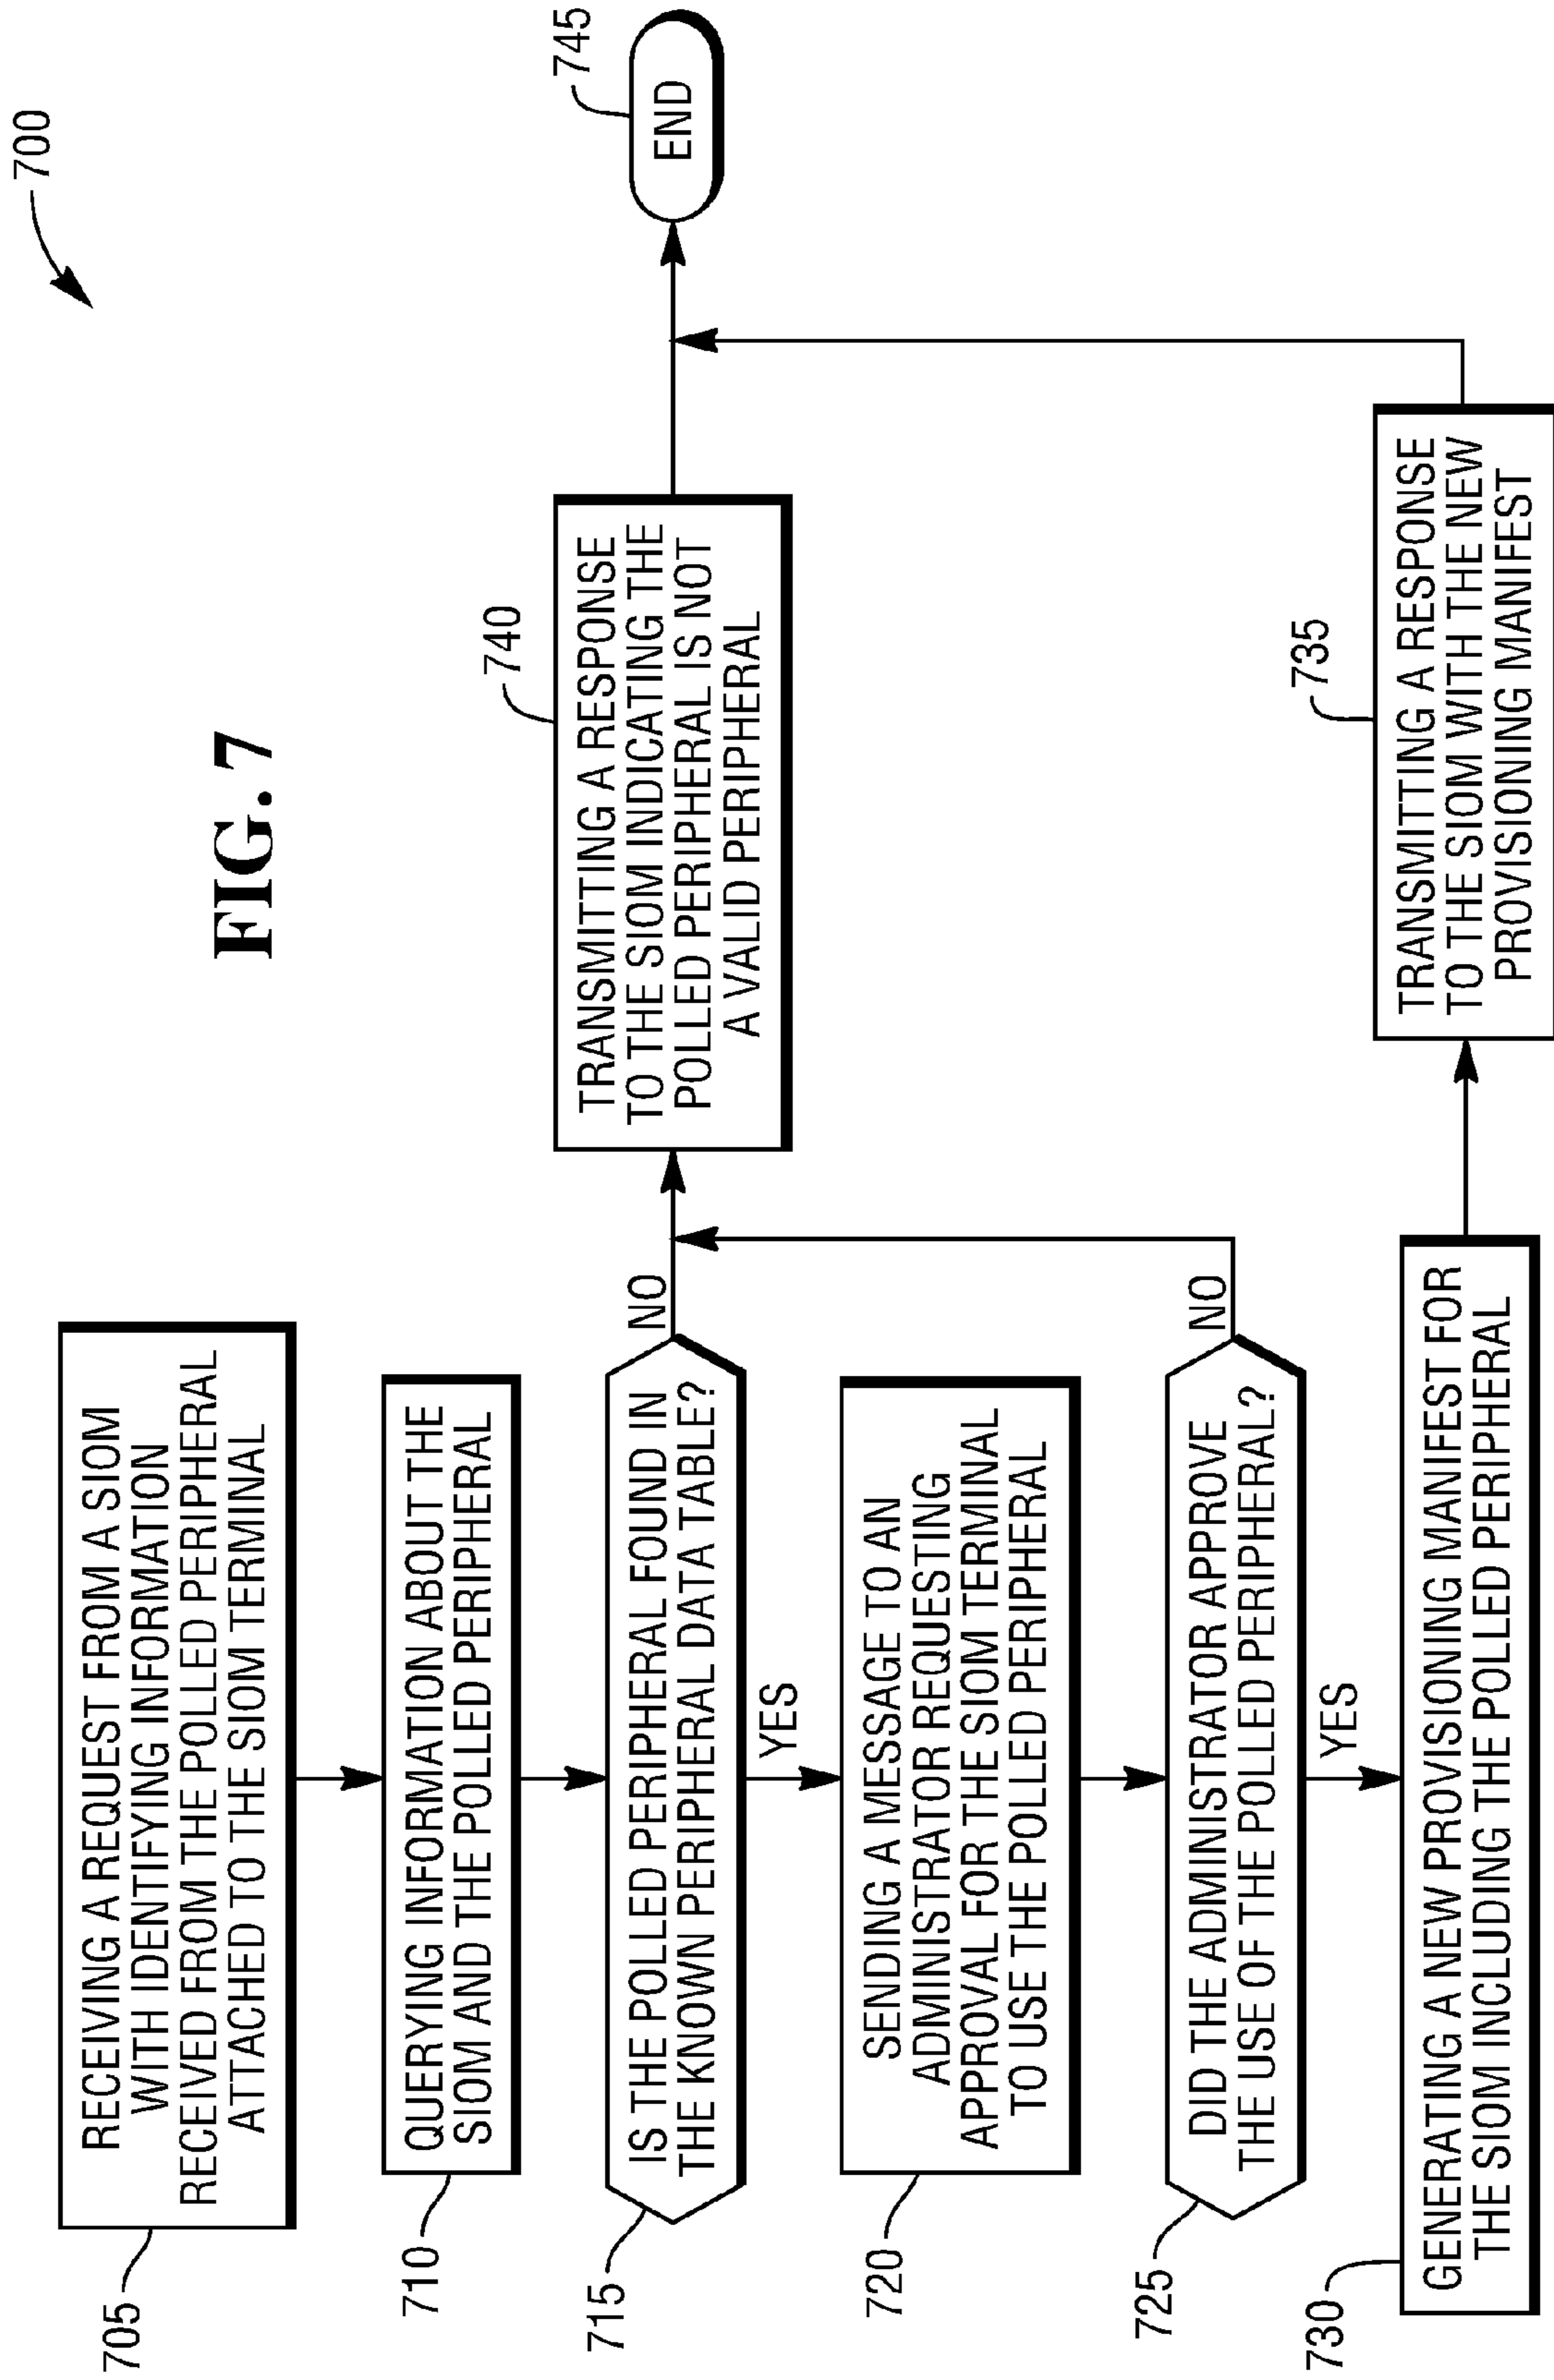 700
705
RECEIVING A REQUEST FROM A SIOM
WITH IDENTIFYING INFORMATION
RECEIVED FROM THE POLLED PERIPHERAL
ATTACHED TO THE SIOM TERMINAL
710
QUERYING INFORMATION ABOUT THE
SIOM AND THE POLLED PERIPHERAL
715
IS THE POLLED PERIPHERAL FOUND IN
THE KNOWN PERIPHERAL DATA TABLE?
NO
YES
720
SENDING A MESSAGE TO AN
ADMINISTRATOR REQUESTING
APPROVAL FOR THE SIOM TERMINAL
TO USE THE POLLED PERIPHERAL
725
DID THE ADMINISTRATOR APPROVE
THE USE OF THE POLLED PERIPHERAL?
NO
YES
730
GENERATING A NEW PROVISIONING MANIFEST FOR
THE SIOM INCLUDING THE POLLED PERIPHERAL
FIG. 7
740
TRANSMITTING A RESPONSE
TO THE SIOM INDICATING THE
POLLED PERIPHERAL IS NOT
A VALID PERIPHERAL
735
TRANSMITTING A RESPONSE
TO THE SIOM WITH THE NEW
PROVISIONING MANIFEST
745
END